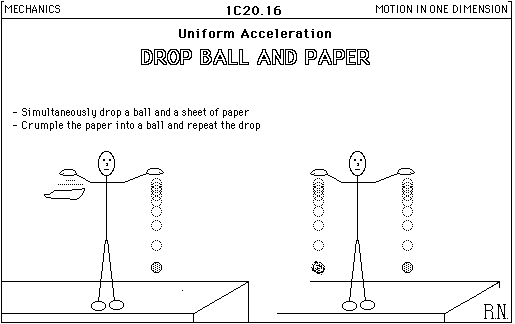 MECHANICS
1C20.16
MOTION IN ONE DIMENSION
Uniform Acceleration
DROP BALL AND PAPER
- Simultaneously drop a ball and a sheet of paper
- Crumple the paper into a ball and repeat the drop
R.N.